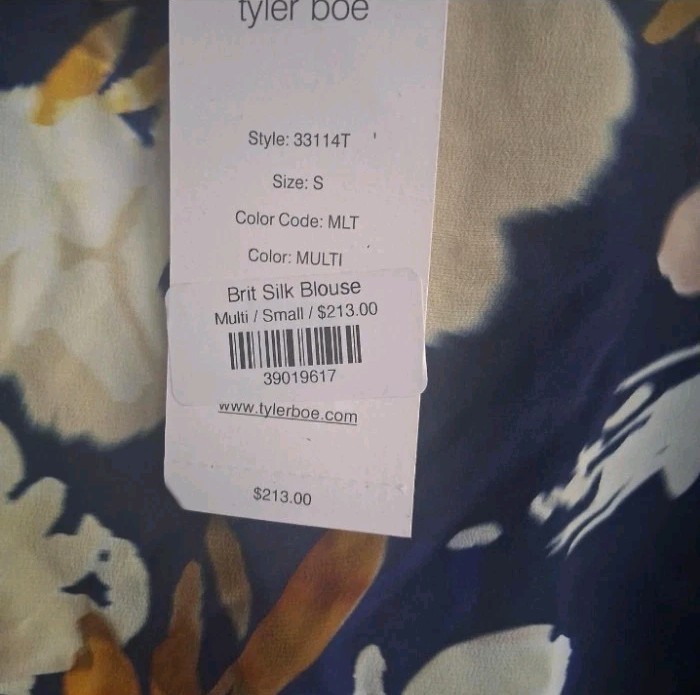 tyler boe
Style: 33114T
Size: S
Color Code: MLT
Color: MULTI
Brit Silk Blouse
Multi / Small / $213.00
39019617
www.tylerboe.com
$213.00